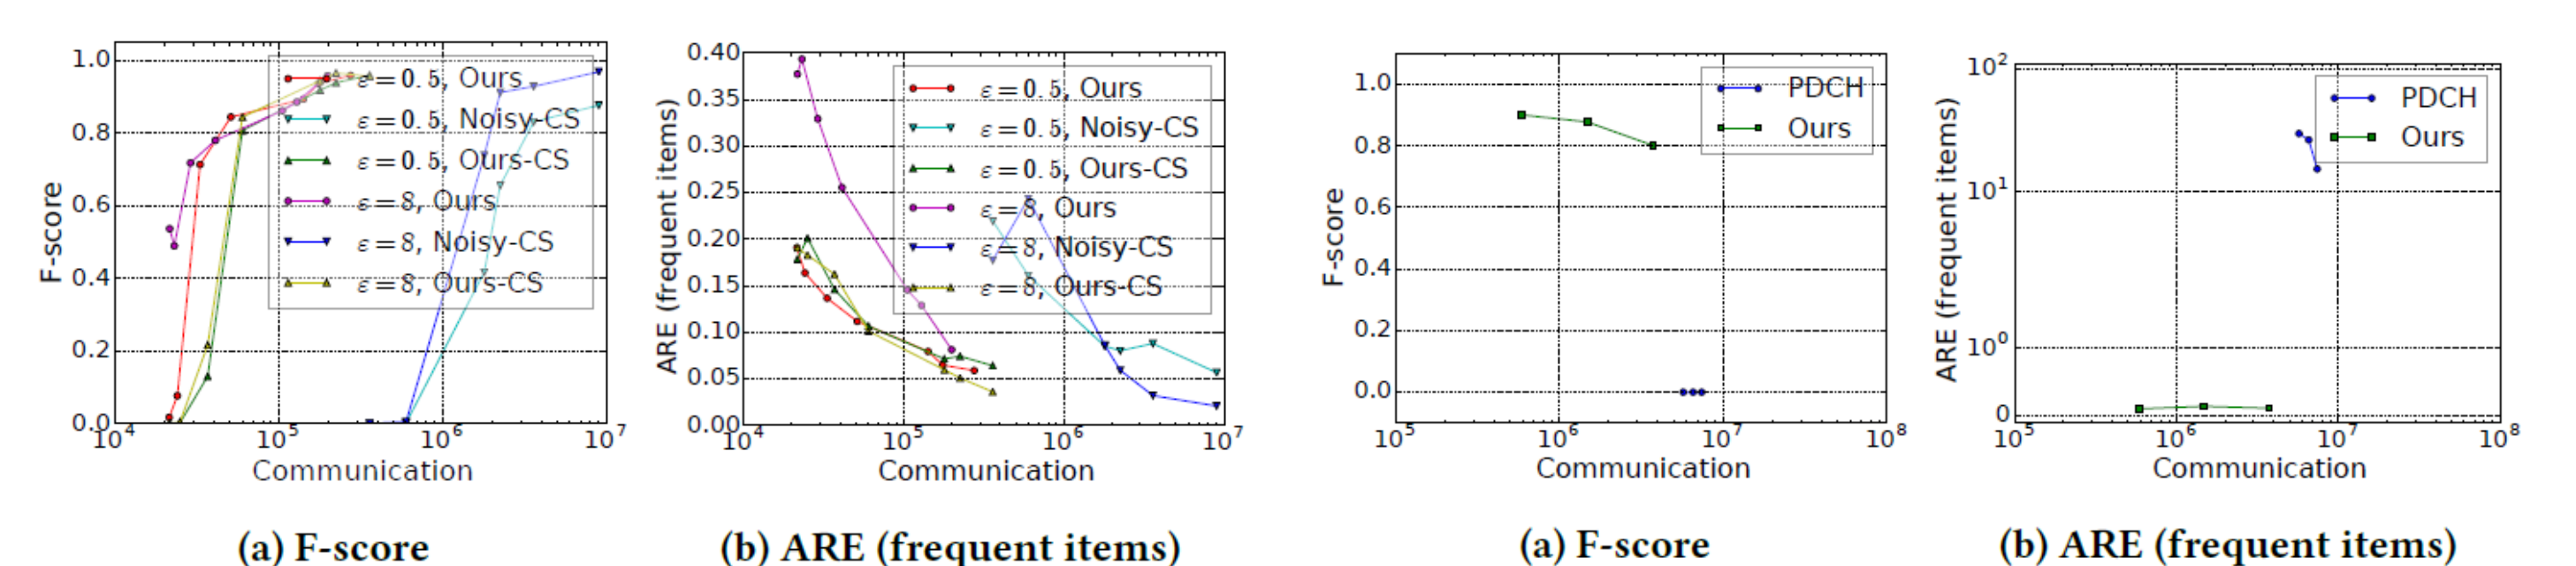 1.0
0.8
0.6
0.4
0.2
0.0
F-score
10^4 10^5 10^6 10^7
Communication
ε = 0.5, Ours
ε = 0.5, Noisy-CS
ε = 0.5, Ours-CS
ε = 8, Ours
ε = 8, Noisy-CS
ε = 8, Ours-CS
(a) F-score
0.40
0.35
0.30
0.25
0.20
0.15
0.10
0.05
0.00
ARE (frequent items)
10^4 10^5 10^6 10^7
Communication
ε = 0.5, Ours
ε = 0.5, Noisy-CS
ε = 0.5, Ours-CS
ε = 8, Ours
ε = 8, Noisy-CS
ε = 8, Ours-CS
(b) ARE (frequent items)
1.0
0.8
0.6
0.4
0.2
0.0
F-score
10^5 10^6 10^7 10^8
Communication
PDCH
Ours
(a) F-score
10^2
10^1
10^0
0
ARE (frequent items)
10^5 10^6 10^7 10^8
Communication
PDCH
Ours
(b) ARE (frequent items)